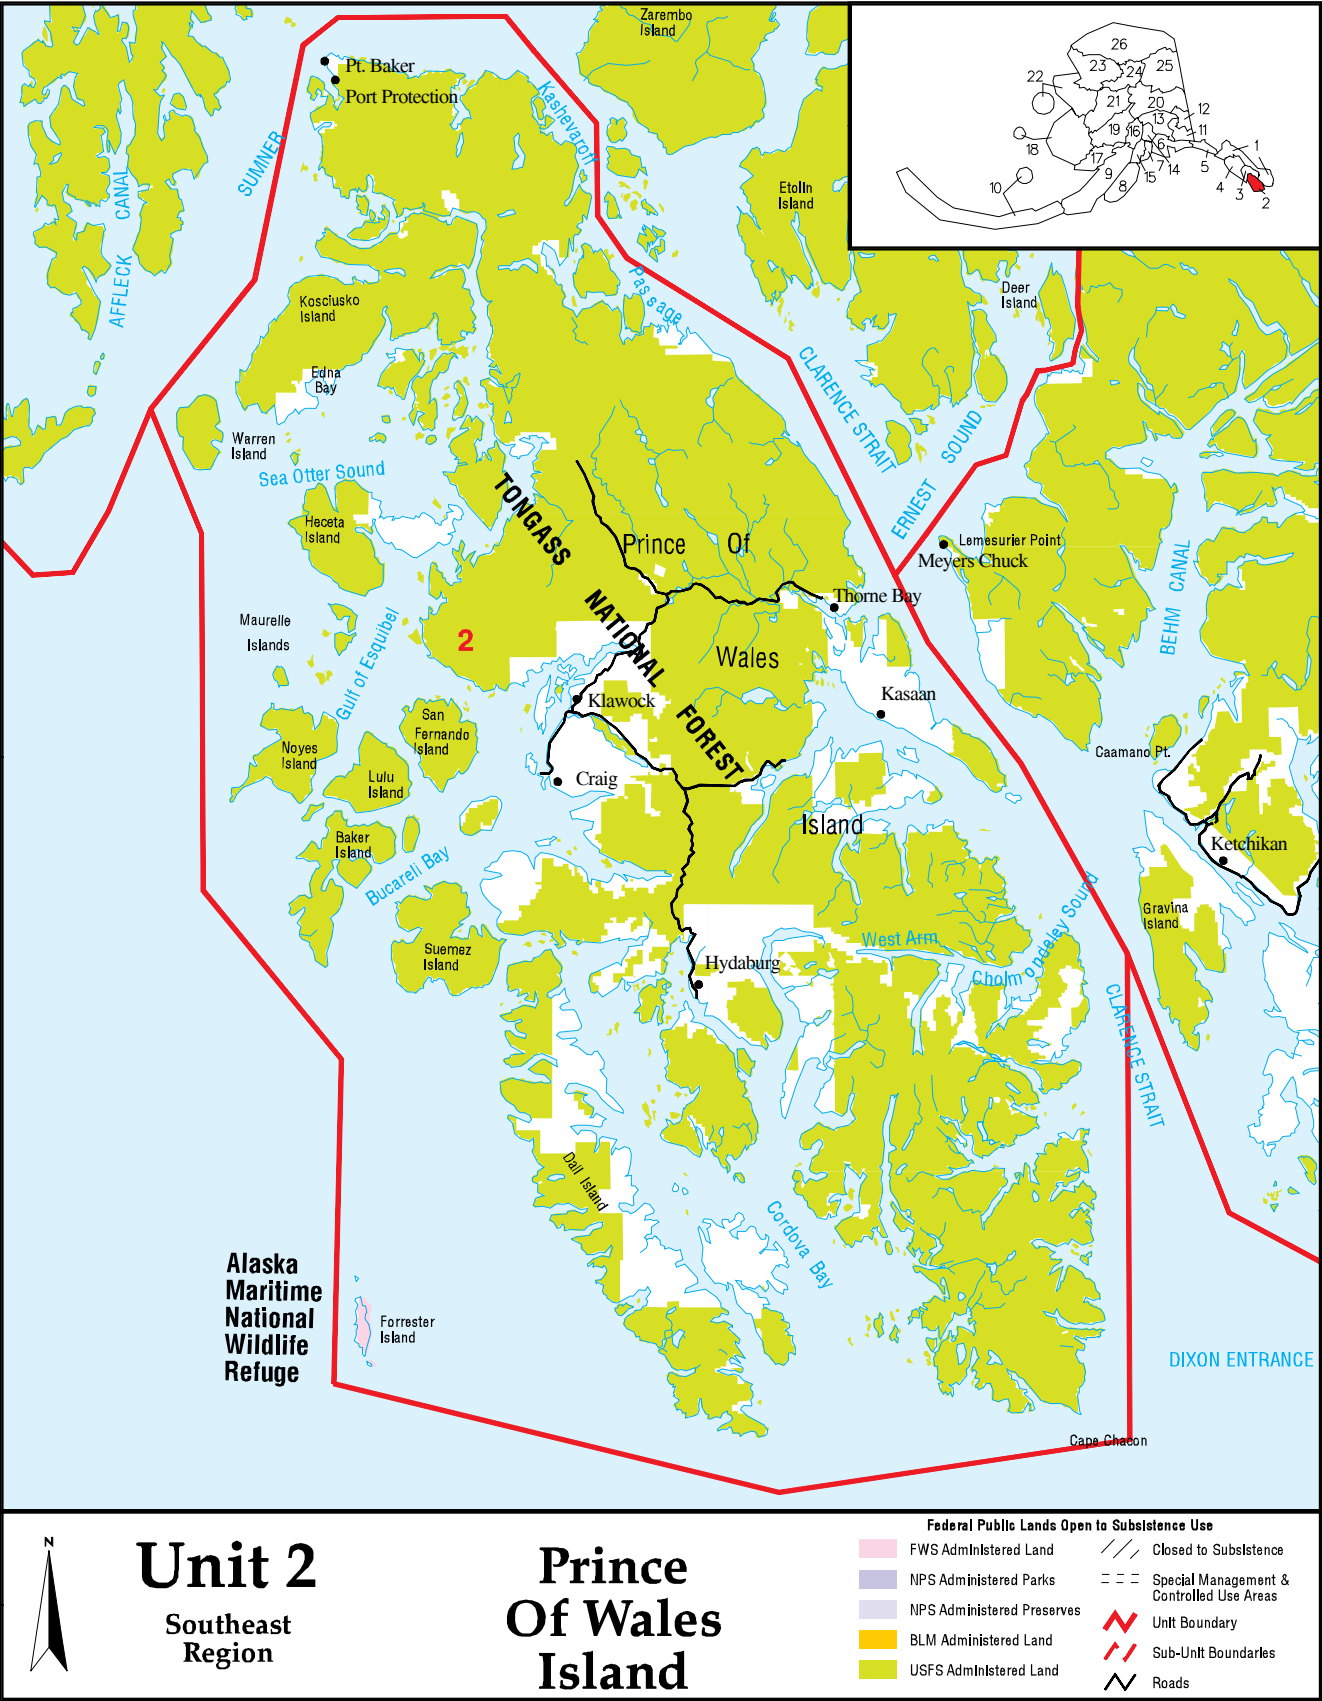 Zarembo
Island
26
23
24
25
22
21
20
12
13
11
19
16
6
1
18
17
7
14
5
9
15
10
8
4
3
2
Pt. Baker
Port Protection
Kashevaroff
Passage
SUMNER
AFFLECK CANAL
Etolin
Island
Deer
Island
Kosciusko
Island
Edna
Bay
CLARENCE STRAIT
ERNEST SOUND
Warren
Island
Sea Otter Sound
Heceta
Island
TONGASS
NATIONAL
FOREST
Prince Of
Wales
Island
Lemesurier Point
Meyers Chuck
BEHM CANAL
Thorne Bay
Maurelle
Islands
Gulf of Esquibel
2
Klawock
Kasaan
San
Fernando
Island
Noyes
Island
Lulu
Island
Craig
Caamano Pt.
Baker
Island
Bucareli Bay
Ketchikan
Gravina
Island
Suemez
Island
West Arm
Cholmondeley Sound
Hydaburg
CLARENCE STRAIT
Dall Island
Cordova Bay
Alaska
Maritime
National
Wildlife
Refuge
Forrester
Island
DIXON ENTRANCE
Cape Chacon
N
Unit 2
Southeast
Region
Prince
Of Wales
Island
Federal Public Lands Open to Subsistence Use
FWS Administered Land
NPS Administered Parks
NPS Administered Preserves
BLM Administered Land
USFS Administered Land
Closed to Subsistence
Special Management &
Controlled Use Areas
Unit Boundary
Sub-Unit Boundaries
Roads